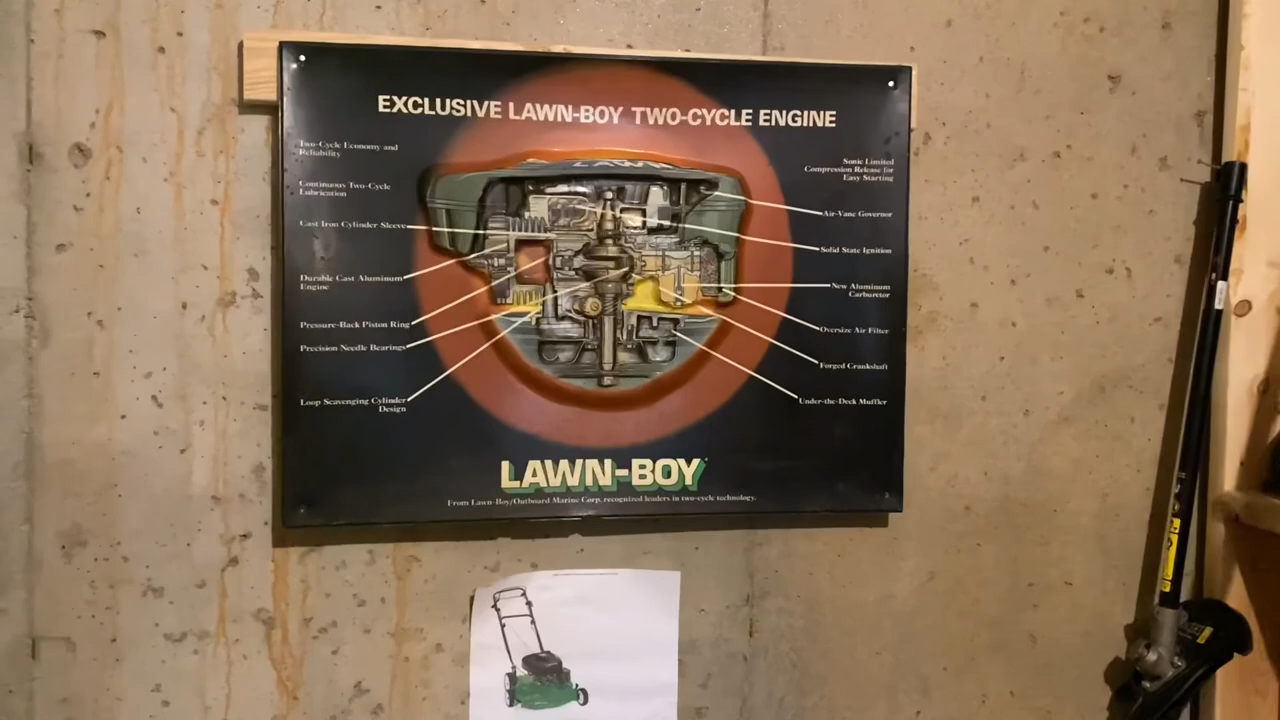 EXCLUSIVE LAWN-BOY TWO-CYCLE ENGINE
Two-Cycle Economy and
Reliability
Continuous Two-Cycle
Lubrication
Cast Iron Cylinder Sleeve
Durable Cast Aluminum
Engine
Pressure-Back Piston Ring
Precision Needle Bearings
Loop Scavenging Cylinder
Design
LAWN
Sonic Limited
Compression Release for
Easy Starting
Air-Vane Governor
Solid State Ignition
New Aluminum
Carburetor
Oversize Air Filter
Forged Crankshaft
Under-the-Deck Muffler
LAWN-BOY
From Lawn-Boy/Outboard Marine Corp. recognized leaders in two-cycle technology.